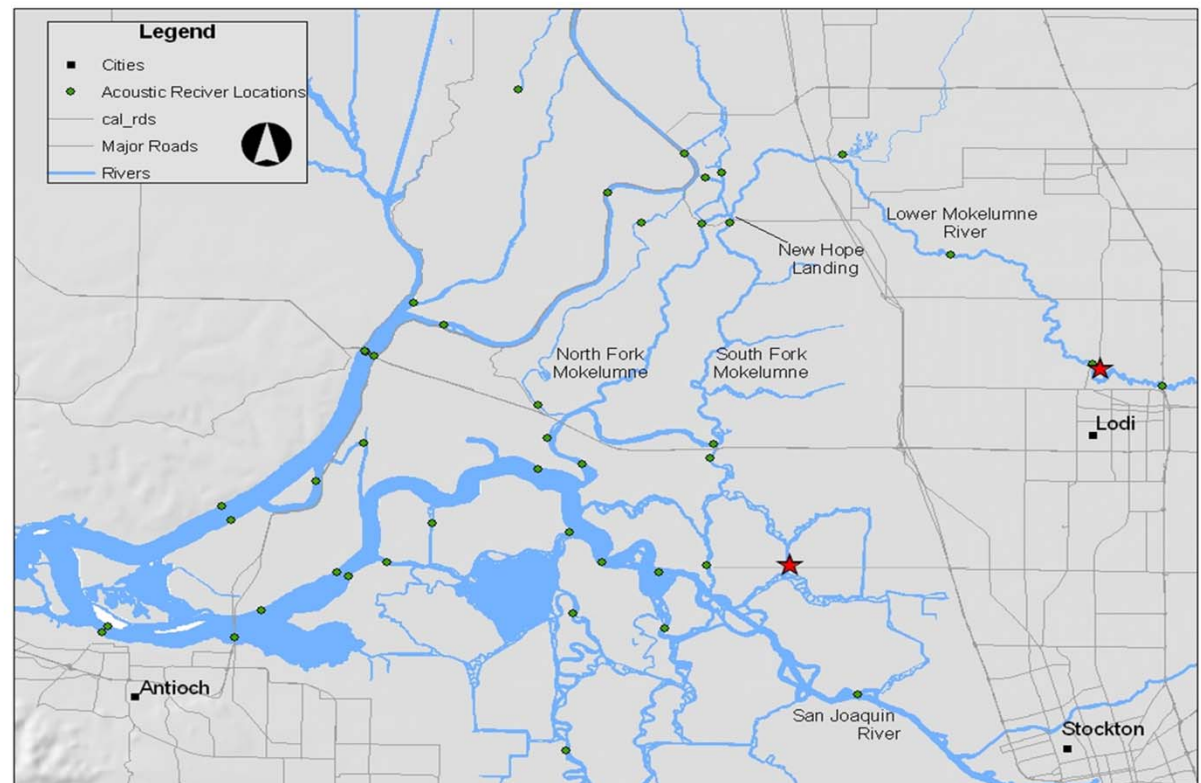 Legend
Cities
Acoustic Reciver Locations
cal_rds
Major Roads
Rivers
Lower Mokelumne
River
New Hope
Landing
North Fork
Mokelumne
South Fork
Mokelumne
Lodi
Antioch
San Joaquin
River
Stockton